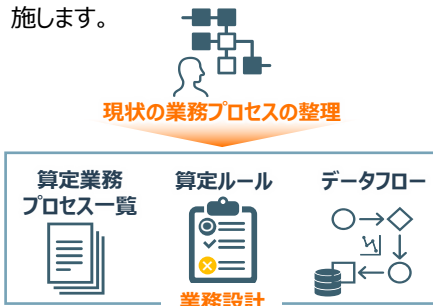 施します。
現状の業務プロセスの整理
算定業務
プロセス一覧
算定ルール
データフロー
業務設計